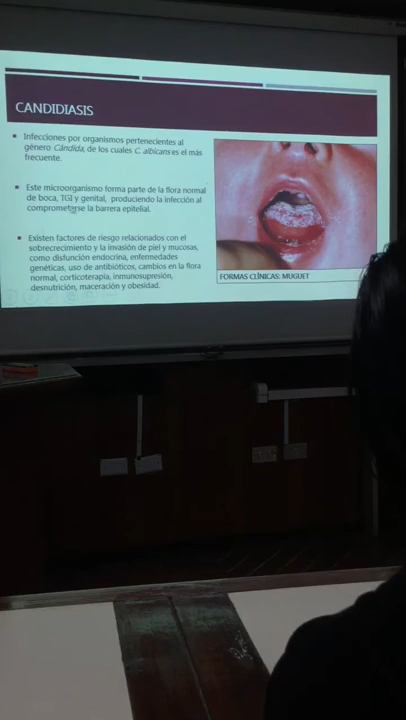 CANDIDIASIS
Infecciones por organismos pertenecientes al
género Cándida, de los cuales C. albicans es el más
frecuente.
Este microorganismo forma parte de la flora normal
de boca, TGI y genital, produciendo la infección al
comprometerse la barrera epitelial.
Existen factores de riesgo relacionados con el
sobrecrecimiento y la invasión de piel y mucosas,
como disfunción endocrina, enfermedades
genéticas, uso de antibióticos, cambios en la flora
normal, corticoterapia, inmunosupresión,
desnutrición, maceración y obesidad.
FORMAS CLÍNICAS: MUGUET